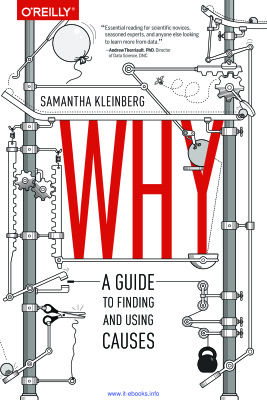 O'REILLY®
"Essential reading for scientific novices,
seasoned experts, and anyone else looking
to learn more from data."
—Andrew Therriault, PhD, Director
of Data Science, DNC
SAMANTHA KLEINBERG
WHY
A GUIDE
TO FINDING
AND USING
CAUSES
www.it-ebooks.info